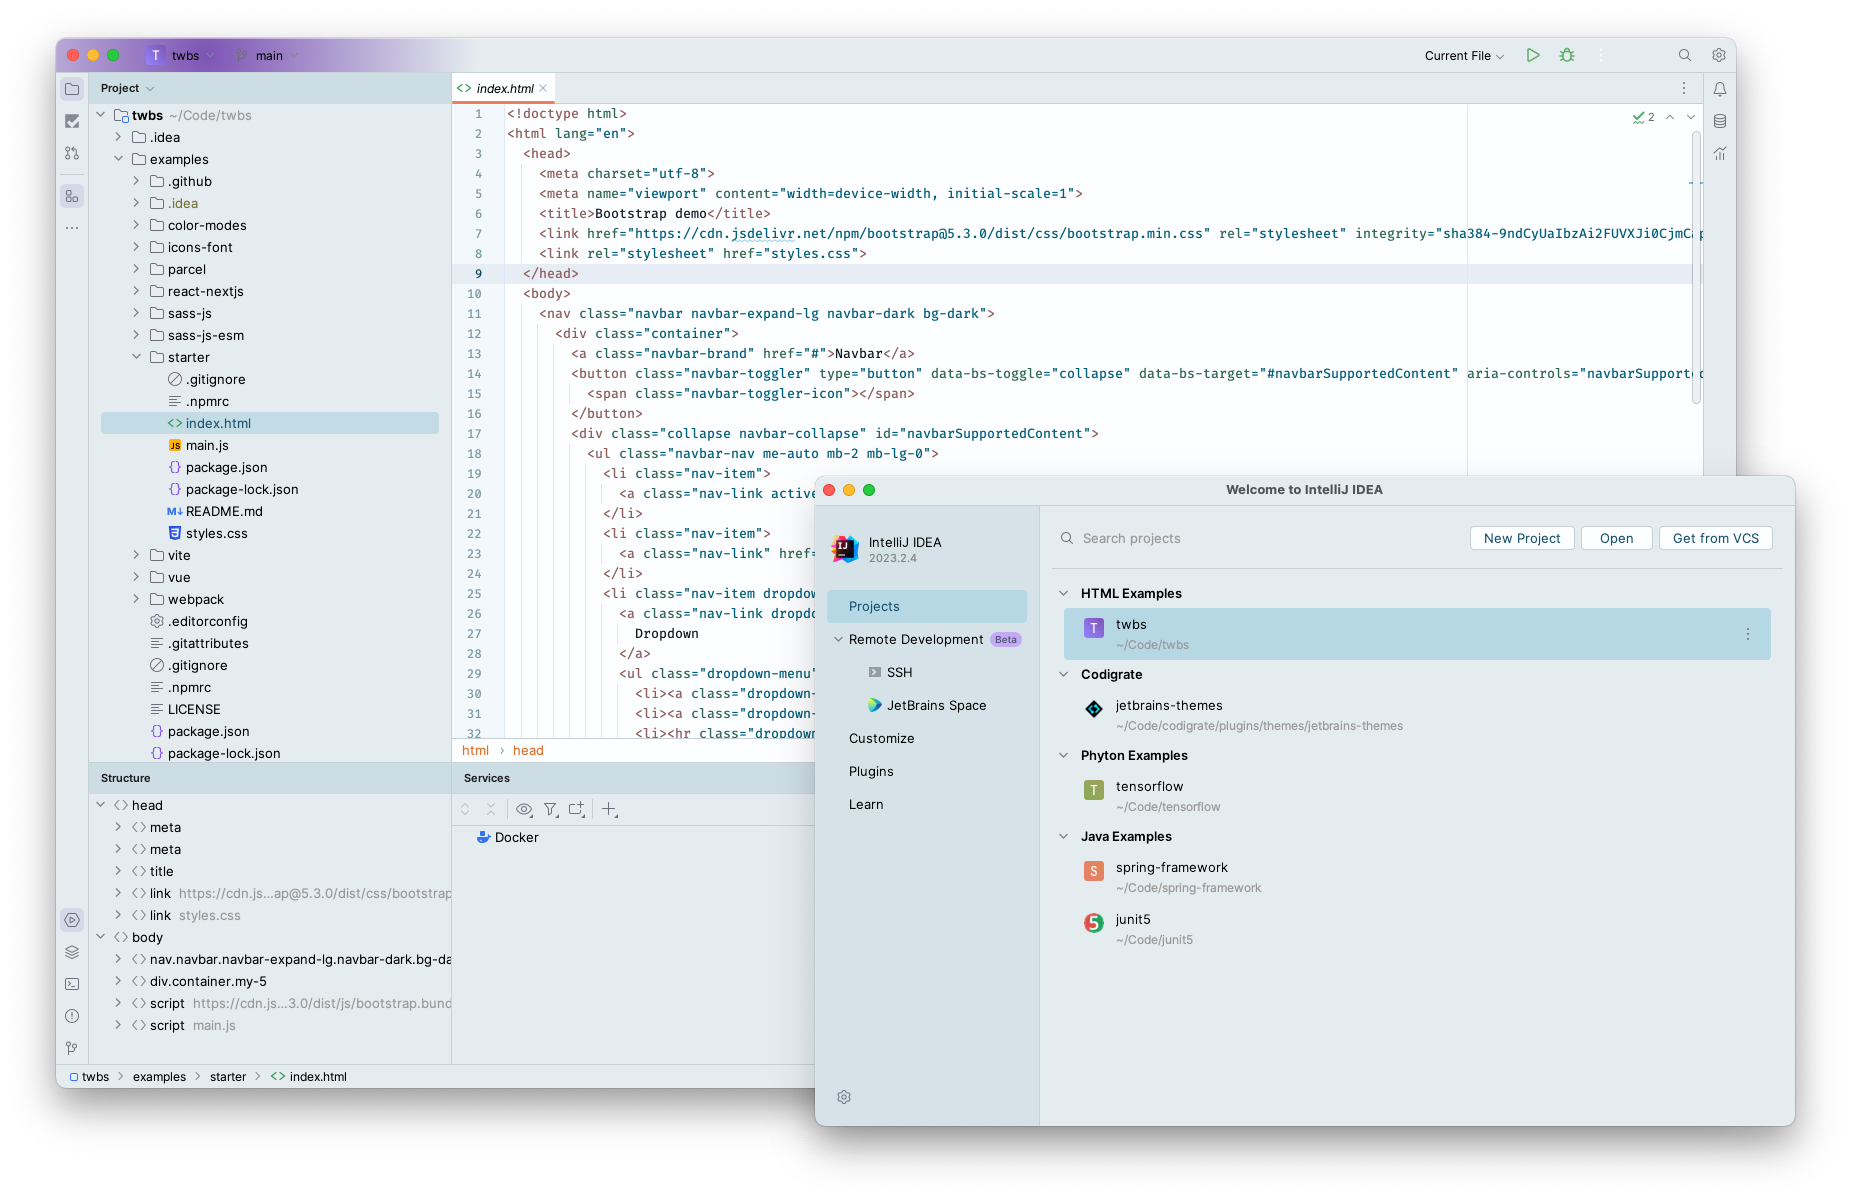 T twbs main
Current File
Project
twbs ~/Code/twbs
.idea
examples
.github
.idea
color-modes
icons-font
parcel
react-nextjs
sass-js
sass-js-esm
starter
.gitignore
.npmrc
index.html
JS main.js
package.json
package-lock.json
M↓ README.md
styles.css
vite
vue
webpack
.editorconfig
.gitattributes
.gitignore
.npmrc
LICENSE
package.json
package-lock.json
Structure
head
meta
meta
title
link https://cdn.js...ap@5.3.0/dist/css/bootstrap
link styles.css
body
nav.navbar.navbar-expand-lg.navbar-dark.bg-da
div.container.my-5
script https://cdn.js...3.0/dist/js/bootstrap.bund
script main.js
twbs > examples > starter > index.html
index.html
2
1 <!doctype html>
2 <html lang="en">
3 <head>
4 <meta charset="utf-8">
5 <meta name="viewport" content="width=device-width, initial-scale=1">
6 <title>Bootstrap demo</title>
7 <link href="https://cdn.jsdelivr.net/npm/bootstrap@5.3.0/dist/css/bootstrap.min.css" rel="stylesheet" integrity="sha384-9ndCyUaIbzAi2FUVXJi0CjmCap
8 <link rel="stylesheet" href="styles.css">
9 </head>
10 <body>
11 <nav class="navbar navbar-expand-lg navbar-dark bg-dark">
12 <div class="container">
13 <a class="navbar-brand" href="#">Navbar</a>
14 <button class="navbar-toggler" type="button" data-bs-toggle="collapse" data-bs-target="#navbarSupportedContent" aria-controls="navbarSupportedC
15 <span class="navbar-toggler-icon"></span>
16 </button>
17 <div class="collapse navbar-collapse" id="navbarSupportedContent">
18 <ul class="navbar-nav me-auto mb-2 mb-lg-0">
19 <li class="nav-item">
20 <a class="nav-link active
21 </li>
22 <li class="nav-item">
23 <a class="nav-link" href=
24 </li>
25 <li class="nav-item dropdow
26 <a class="nav-link dropdo
27 Dropdown
28 </a>
29 <ul class="dropdown-menu"
30 <li><a class="dropdown-
31 <li><a class="dropdown-
32 <li><hr class="dropdown
html > head
Services
Docker
Welcome to IntelliJ IDEA
IJ IntelliJ IDEA
2023.2.4
Projects
Remote Development Beta
SSH
JetBrains Space
Customize
Plugins
Learn
Search projects New Project Open Get from VCS
HTML Examples
T twbs
~/Code/twbs
Codigrate
jetbrains-themes
~/Code/codigrate/plugins/themes/jetbrains-themes
Phyton Examples
T tensorflow
~/Code/tensorflow
Java Examples
S spring-framework
~/Code/spring-framework
5 junit5
~/Code/junit5